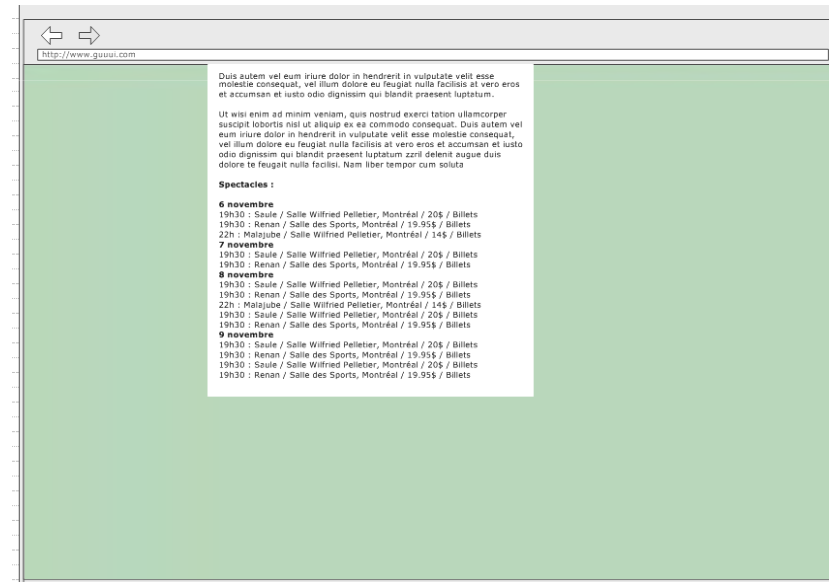 http://www.guuui.com
Duis autem vel eum iriure dolor in hendrerit in vulputate velit esse
molestie consequat, vel illum dolore eu feugiat nulla facilisis at vero eros
et accumsan et iusto odio dignissim qui blandit praesent luptatum.
Ut wisi enim ad minim veniam, quis nostrud exerci tation ullamcorper
suscipit lobortis nisl ut aliquip ex ea commodo consequat. Duis autem vel
eum iriure dolor in hendrerit in vulputate velit esse molestie consequat,
vel illum dolore eu feugiat nulla facilisis at vero eros et accumsan et iusto
odio dignissim qui blandit praesent luptatum zzril delenit augue duis
dolore te feugait nulla facilisi. Nam liber tempor cum soluta
Spectacles :
6 novembre
19h30 : Saule / Salle Wilfried Pelletier, Montréal / 20$ / Billets
19h30 : Renan / Salle des Sports, Montréal / 19.95$ / Billets
22h : Malajube / Salle Wilfried Pelletier, Montréal / 14$ / Billets
7 novembre
19h30 : Saule / Salle Wilfried Pelletier, Montréal / 20$ / Billets
19h30 : Renan / Salle des Sports, Montréal / 19.95$ / Billets
8 novembre
19h30 : Saule / Salle Wilfried Pelletier, Montréal / 20$ / Billets
19h30 : Renan / Salle des Sports, Montréal / 19.95$ / Billets
22h : Malajube / Salle Wilfried Pelletier, Montréal / 14$ / Billets
19h30 : Saule / Salle Wilfried Pelletier, Montréal / 20$ / Billets
19h30 : Renan / Salle des Sports, Montréal / 19.95$ / Billets
9 novembre
19h30 : Saule / Salle Wilfried Pelletier, Montréal / 20$ / Billets
19h30 : Renan / Salle des Sports, Montréal / 19.95$ / Billets
19h30 : Saule / Salle Wilfried Pelletier, Montréal / 20$ / Billets
19h30 : Renan / Salle des Sports, Montréal / 19.95$ / Billets